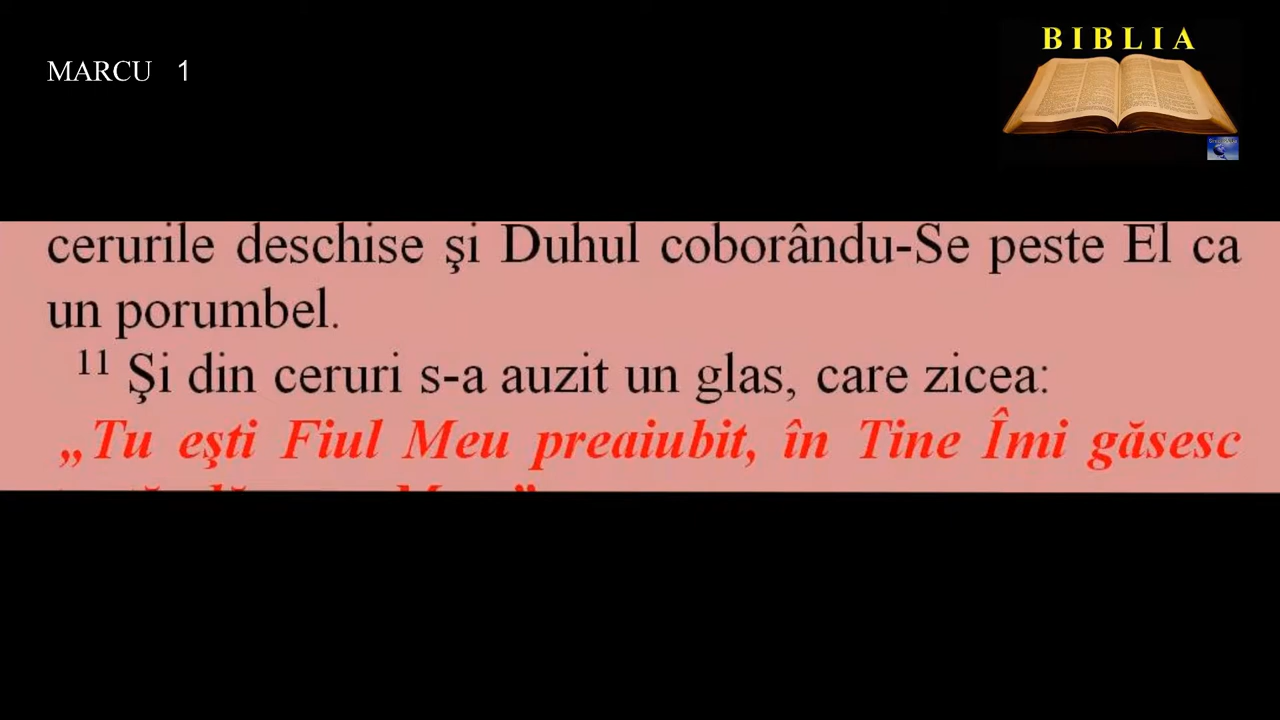 BIBLIA
MARCU 1
cerurile deschise şi Duhul coborându-Se peste El ca
un porumbel.
11 Şi din ceruri s-a auzit un glas, care zicea:
„Tu eşti Fiul Meu preaiubit, în Tine Îmi găsesc